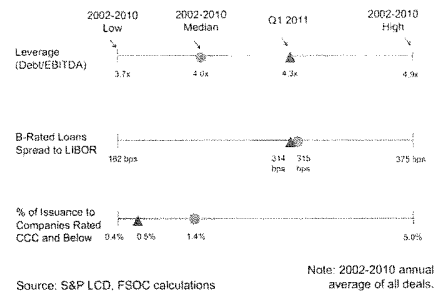 2002-2010 Low
2002-2010 Median
Q1 2011
2002-2010 High
Leverage (Debt/EBITDA)
3.7x
4.0x
4.3x
4.9x
B-Rated Loans Spread to LIBOR
162 bps
314 bps
315 bps
375 bps
% of Issuance to Companies Rated CCC and Below
0.4%
0.5%
1.4%
5.0%
Source: S&P LCD, FSOC calculations
Note: 2002-2010 annual average of all deals.